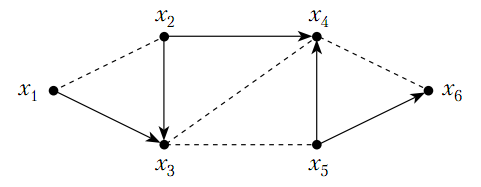 x₂ x₄
x₁ x₆
x₃ x₅